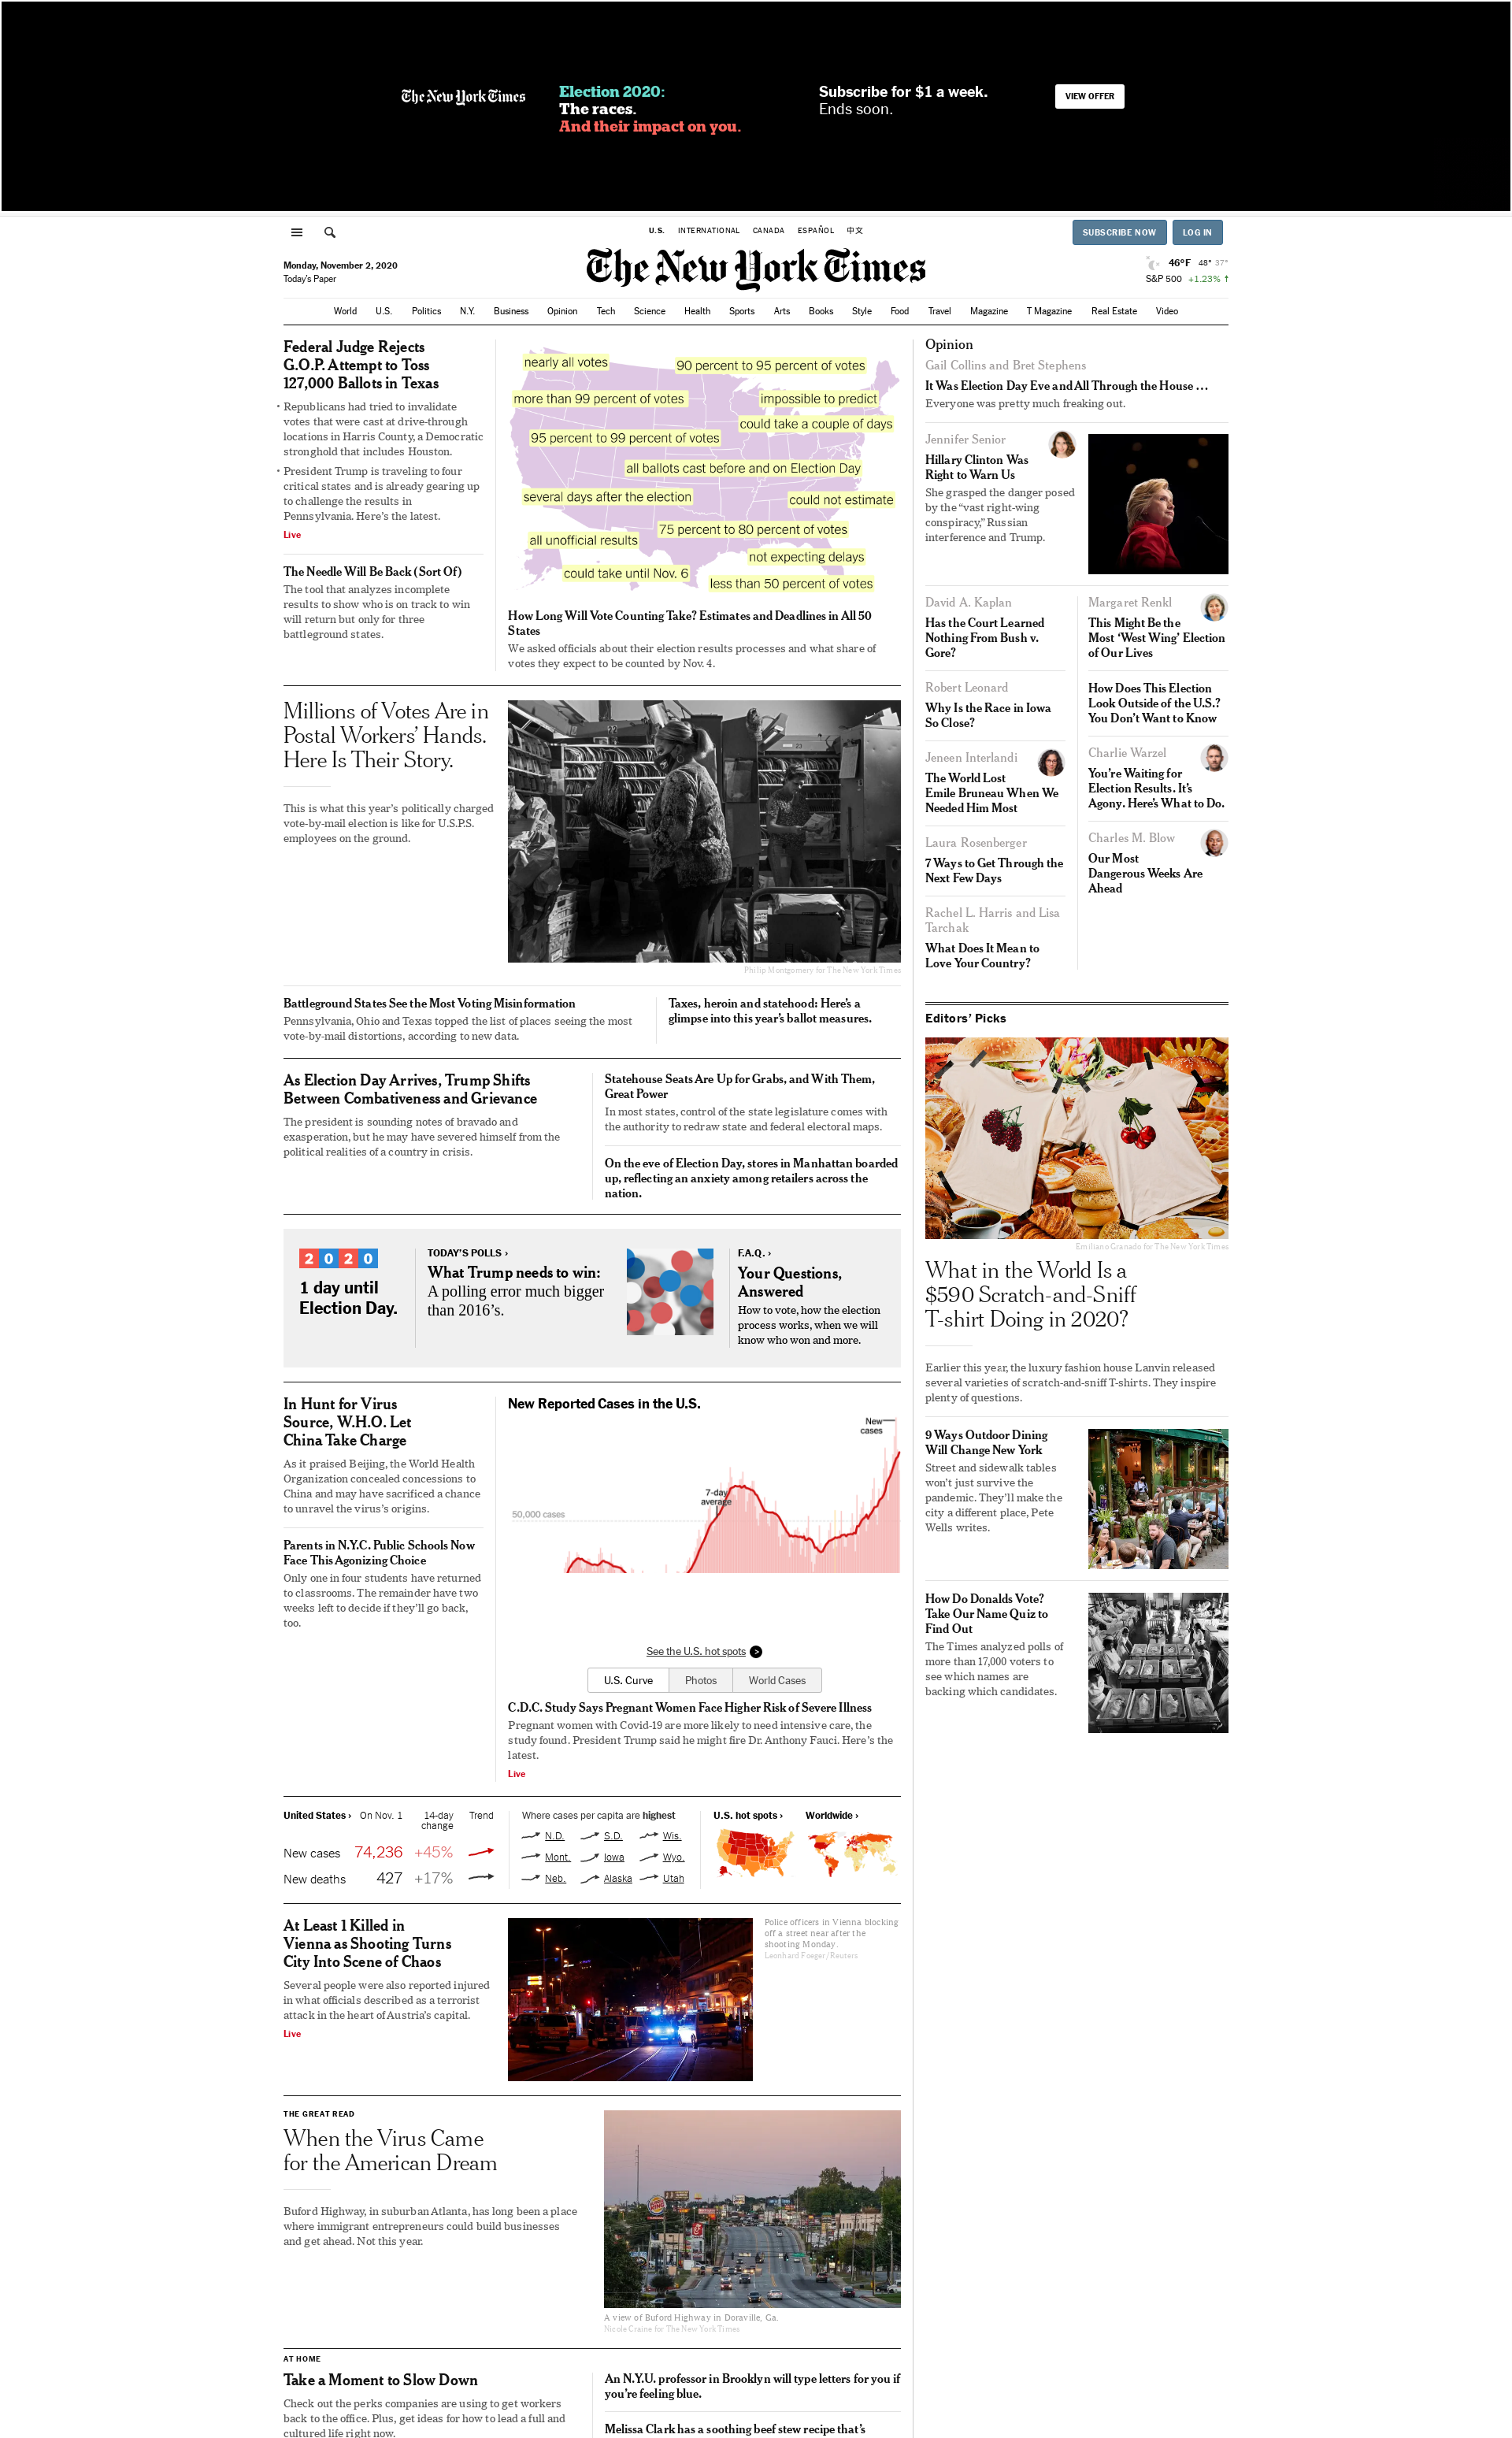 The New York Times
Election 2020:
The races.
And their impact on you.
Subscribe for $1 a week.
Ends soon.
VIEW OFFER
U.S. INTERNATIONAL CANADA ESPAÑOL 中文
SUBSCRIBE NOW LOG IN
Monday, November 2, 2020
Today's Paper
The New York Times
46°F 48° 37°
S&P 500 +1.23% ↑
World U.S. Politics N.Y. Business Opinion Tech Science Health Sports Arts Books Style Food Travel Magazine T Magazine Real Estate Video
Federal Judge Rejects
G.O.P. Attempt to Toss
127,000 Ballots in Texas
• Republicans had tried to invalidate
votes that were cast at drive-through
locations in Harris County, a Democratic
stronghold that includes Houston.
• President Trump is traveling to four
critical states and is already gearing up
to challenge the results in
Pennsylvania. Here's the latest.
Live
The Needle Will Be Back (Sort Of)
The tool that analyzes incomplete
results to show who is on track to win
will return but only for three
battleground states.
nearly all votes
90 percent to 95 percent of votes
more than 99 percent of votes
impossible to predict
could take a couple of days
95 percent to 99 percent of votes
all ballots cast before and on Election Day
several days after the election
could not estimate
75 percent to 80 percent of votes
all unofficial results
not expecting delays
could take until Nov. 6
less than 50 percent of votes
How Long Will Vote Counting Take? Estimates and Deadlines in All 50
States
We asked officials about their election results processes and what share of
votes they expect to be counted by Nov. 4.
Millions of Votes Are in
Postal Workers' Hands.
Here Is Their Story.
This is what this year's politically charged
vote-by-mail election is like for U.S.P.S.
employees on the ground.
Philip Montgomery for The New York Times
Battleground States See the Most Voting Misinformation
Pennsylvania, Ohio and Texas topped the list of places seeing the most
vote-by-mail distortions, according to new data.
Taxes, heroin and statehood: Here's a
glimpse into this year's ballot measures.
As Election Day Arrives, Trump Shifts
Between Combativeness and Grievance
The president is sounding notes of bravado and
exasperation, but he may have severed himself from the
political realities of a country in crisis.
Statehouse Seats Are Up for Grabs, and With Them,
Great Power
In most states, control of the state legislature comes with
the authority to redraw state and federal electoral maps.
On the eve of Election Day, stores in Manhattan boarded
up, reflecting an anxiety among retailers across the
nation.
2020
1 day until
Election Day.
TODAY'S POLLS ›
What Trump needs to win:
A polling error much bigger
than 2016's.
F.A.Q. ›
Your Questions,
Answered
How to vote, how the election
process works, when we will
know who won and more.
In Hunt for Virus
Source, W.H.O. Let
China Take Charge
As it praised Beijing, the World Health
Organization concealed concessions to
China and may have sacrificed a chance
to unravel the virus's origins.
Parents in N.Y.C. Public Schools Now
Face This Agonizing Choice
Only one in four students have returned
to classrooms. The remainder have two
weeks left to decide if they'll go back,
too.
New Reported Cases in the U.S.
New
cases
7-day
average
50,000 cases
See the U.S. hot spots >
U.S. Curve Photos World Cases
C.D.C. Study Says Pregnant Women Face Higher Risk of Severe Illness
Pregnant women with Covid-19 are more likely to need intensive care, the
study found. President Trump said he might fire Dr. Anthony Fauci. Here's the
latest.
Live
United States › On Nov. 1 14-day
change Trend
New cases 74,236 +45%
New deaths 427 +17%
Where cases per capita are highest
N.D. S.D. Wis.
Mont. Iowa Wyo.
Neb. Alaska Utah
U.S. hot spots › Worldwide ›
At Least 1 Killed in
Vienna as Shooting Turns
City Into Scene of Chaos
Several people were also reported injured
in what officials described as a terrorist
attack in the heart of Austria's capital.
Live
Police officers in Vienna blocking
off a street near after the
shooting Monday.
Leonhard Foeger/Reuters
THE GREAT READ
When the Virus Came
for the American Dream
Buford Highway, in suburban Atlanta, has long been a place
where immigrant entrepreneurs could build businesses
and get ahead. Not this year.
A view of Buford Highway in Doraville, Ga.
Nicole Craine for The New York Times
AT HOME
Take a Moment to Slow Down
Check out the perks companies are using to get workers
back to the office. Plus, get ideas for how to lead a full and
cultured life right now.
An N.Y.U. professor in Brooklyn will type letters for you if
you're feeling blue.
Melissa Clark has a soothing beef stew recipe that's
Opinion
Gail Collins and Bret Stephens
It Was Election Day Eve and All Through the House …
Everyone was pretty much freaking out.
Jennifer Senior
Hillary Clinton Was
Right to Warn Us
She grasped the danger posed
by the “vast right-wing
conspiracy,” Russian
interference and Trump.
David A. Kaplan
Has the Court Learned
Nothing From Bush v.
Gore?
Robert Leonard
Why Is the Race in Iowa
So Close?
Jeneen Interlandi
The World Lost
Emile Bruneau When We
Needed Him Most
Laura Rosenberger
7 Ways to Get Through the
Next Few Days
Rachel L. Harris and Lisa
Tarchak
What Does It Mean to
Love Your Country?
Margaret Renkl
This Might Be the
Most ‘West Wing’ Election
of Our Lives
How Does This Election
Look Outside of the U.S.?
You Don't Want to Know
Charlie Warzel
You're Waiting for
Election Results. It's
Agony. Here's What to Do.
Charles M. Blow
Our Most
Dangerous Weeks Are
Ahead
Editors' Picks
Emiliano Granado for The New York Times
What in the World Is a
$590 Scratch-and-Sniff
T-shirt Doing in 2020?
Earlier this year, the luxury fashion house Lanvin released
several varieties of scratch-and-sniff T-shirts. They inspire
plenty of questions.
9 Ways Outdoor Dining
Will Change New York
Street and sidewalk tables
won't just survive the
pandemic. They'll make the
city a different place, Pete
Wells writes.
How Do Donalds Vote?
Take Our Name Quiz to
Find Out
The Times analyzed polls of
more than 17,000 voters to
see which names are
backing which candidates.